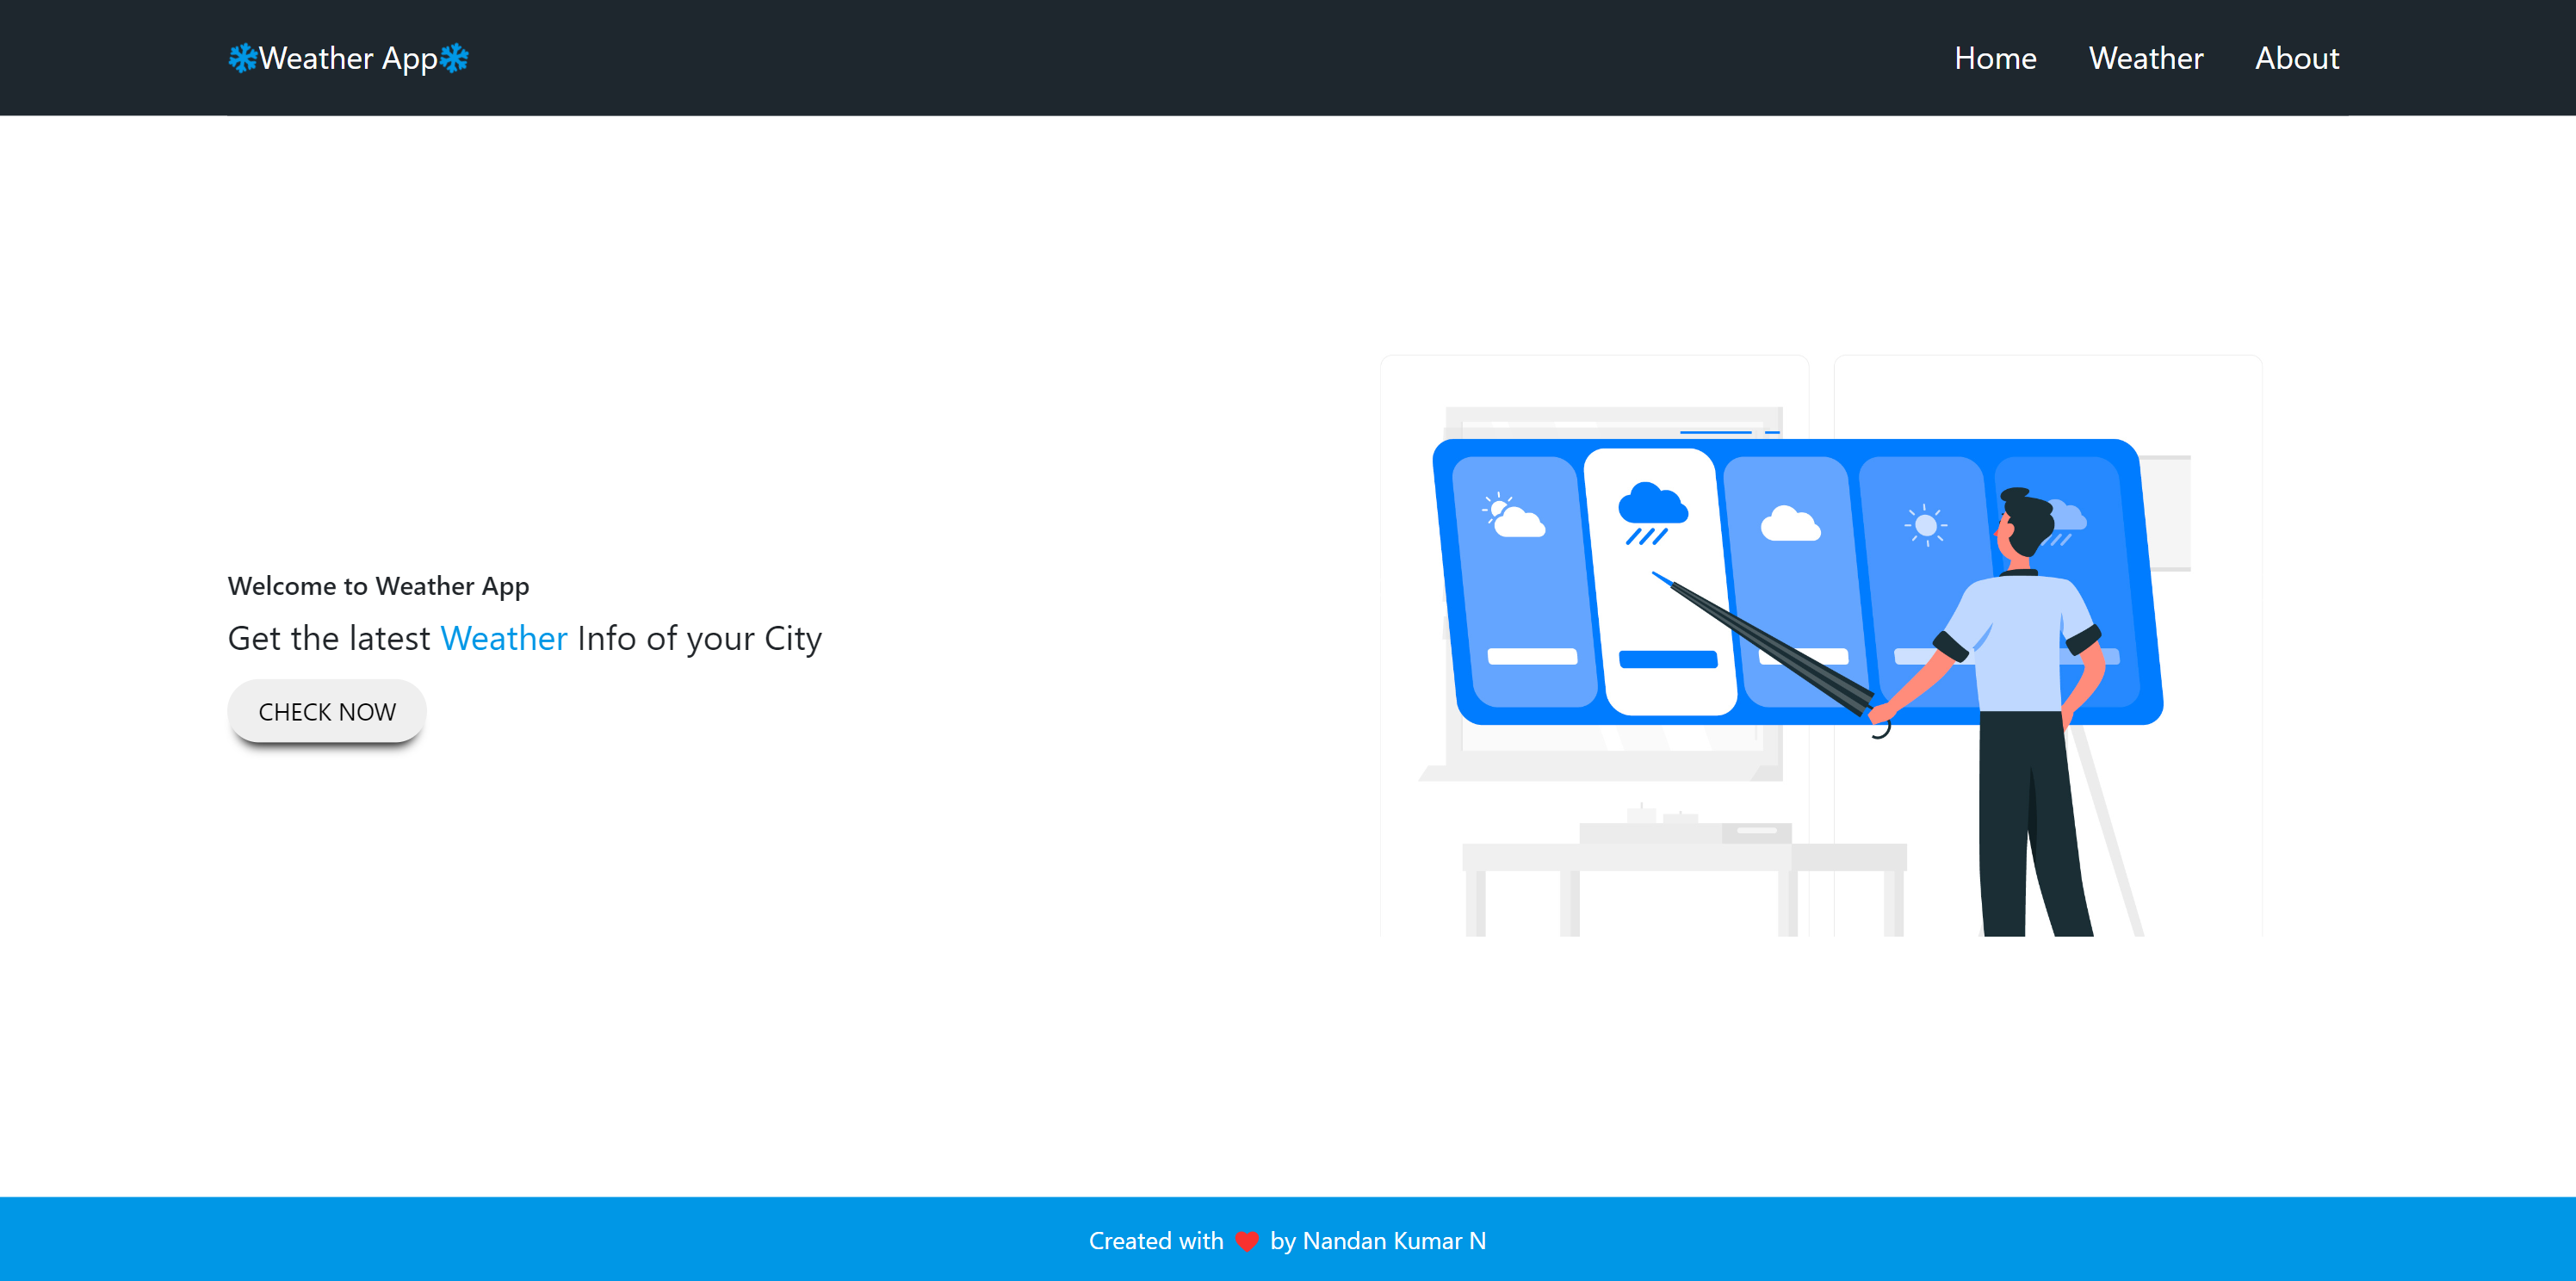 ❄Weather App❄
Home Weather About
Welcome to Weather App
Get the latest Weather Info of your City
CHECK NOW
Created with ❤ by Nandan Kumar N